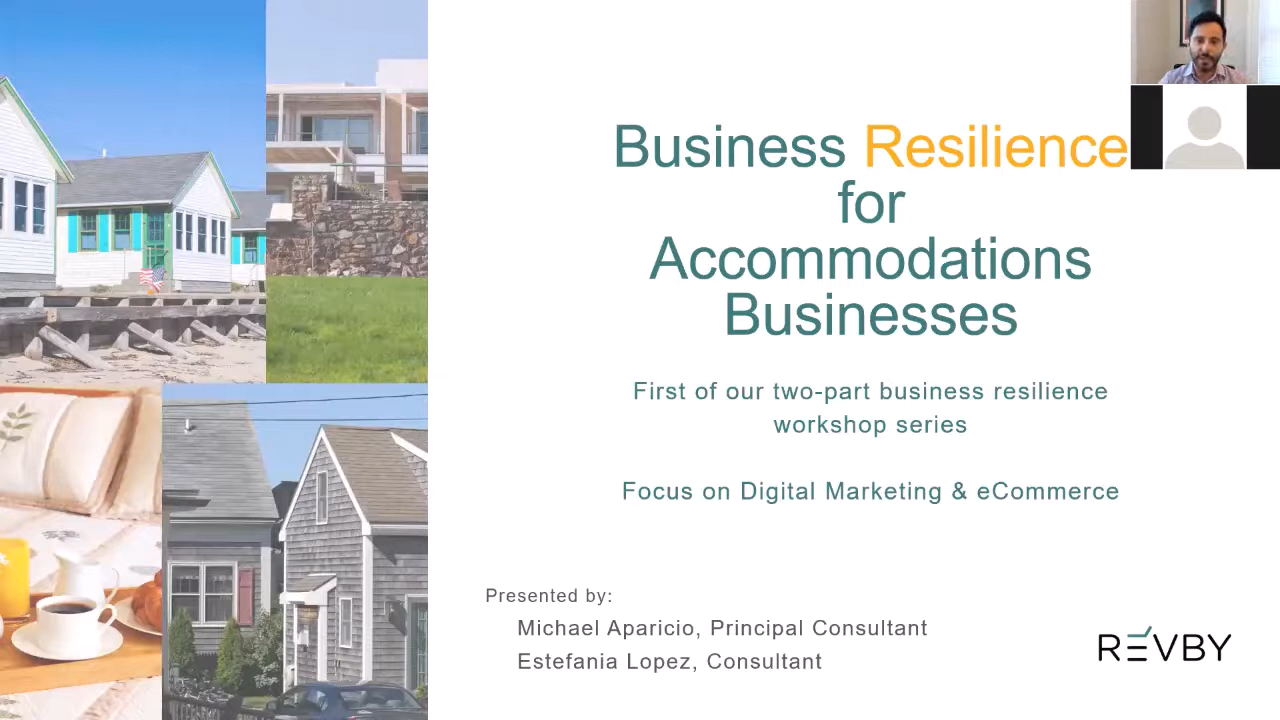 Business Resilience
for
Accommodations
Businesses
First of our two-part business resilience
workshop series
Focus on Digital Marketing & eCommerce
Presented by:
Michael Aparicio, Principal Consultant
Estefania Lopez, Consultant
REVBY